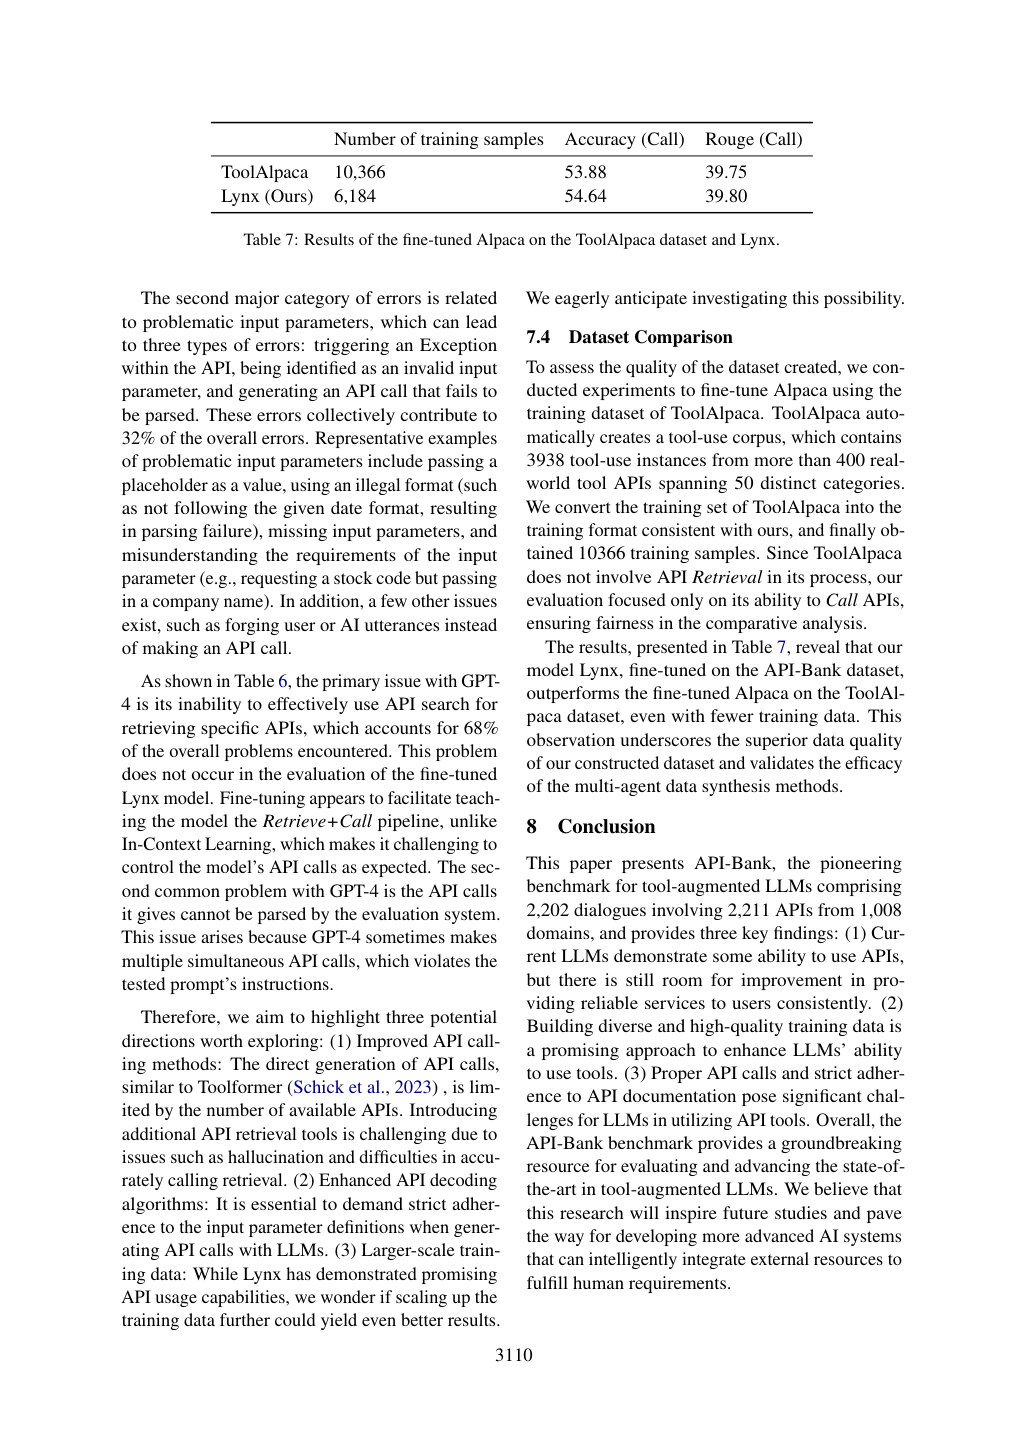 Number of training samples Accuracy (Call) Rouge (Call)
ToolAlpaca 10,366 53.88 39.75
Lynx (Ours) 6,184 54.64 39.80
Table 7: Results of the fine-tuned Alpaca on the ToolAlpaca dataset and Lynx.
The second major category of errors is related
to problematic input parameters, which can lead
to three types of errors: triggering an Exception
within the API, being identified as an invalid input
parameter, and generating an API call that fails to
be parsed. These errors collectively contribute to
32% of the overall errors. Representative examples
of problematic input parameters include passing a
placeholder as a value, using an illegal format (such
as not following the given date format, resulting
in parsing failure), missing input parameters, and
misunderstanding the requirements of the input
parameter (e.g., requesting a stock code but passing
in a company name). In addition, a few other issues
exist, such as forging user or AI utterances instead
of making an API call.
As shown in Table 6, the primary issue with GPT-
4 is its inability to effectively use API search for
retrieving specific APIs, which accounts for 68%
of the overall problems encountered. This problem
does not occur in the evaluation of the fine-tuned
Lynx model. Fine-tuning appears to facilitate teach-
ing the model the Retrieve+Call pipeline, unlike
In-Context Learning, which makes it challenging to
control the model's API calls as expected. The sec-
ond common problem with GPT-4 is the API calls
it gives cannot be parsed by the evaluation system.
This issue arises because GPT-4 sometimes makes
multiple simultaneous API calls, which violates the
tested prompt's instructions.
Therefore, we aim to highlight three potential
directions worth exploring: (1) Improved API call-
ing methods: The direct generation of API calls,
similar to Toolformer (Schick et al., 2023) , is lim-
ited by the number of available APIs. Introducing
additional API retrieval tools is challenging due to
issues such as hallucination and difficulties in accu-
rately calling retrieval. (2) Enhanced API decoding
algorithms: It is essential to demand strict adher-
ence to the input parameter definitions when gener-
ating API calls with LLMs. (3) Larger-scale train-
ing data: While Lynx has demonstrated promising
API usage capabilities, we wonder if scaling up the
training data further could yield even better results.
We eagerly anticipate investigating this possibility.
7.4 Dataset Comparison
To assess the quality of the dataset created, we con-
ducted experiments to fine-tune Alpaca using the
training dataset of ToolAlpaca. ToolAlpaca auto-
matically creates a tool-use corpus, which contains
3938 tool-use instances from more than 400 real-
world tool APIs spanning 50 distinct categories.
We convert the training set of ToolAlpaca into the
training format consistent with ours, and finally ob-
tained 10366 training samples. Since ToolAlpaca
does not involve API Retrieval in its process, our
evaluation focused only on its ability to Call APIs,
ensuring fairness in the comparative analysis.
The results, presented in Table 7, reveal that our
model Lynx, fine-tuned on the API-Bank dataset,
outperforms the fine-tuned Alpaca on the ToolAl-
paca dataset, even with fewer training data. This
observation underscores the superior data quality
of our constructed dataset and validates the efficacy
of the multi-agent data synthesis methods.
8 Conclusion
This paper presents API-Bank, the pioneering
benchmark for tool-augmented LLMs comprising
2,202 dialogues involving 2,211 APIs from 1,008
domains, and provides three key findings: (1) Cur-
rent LLMs demonstrate some ability to use APIs,
but there is still room for improvement in pro-
viding reliable services to users consistently. (2)
Building diverse and high-quality training data is
a promising approach to enhance LLMs' ability
to use tools. (3) Proper API calls and strict adher-
ence to API documentation pose significant chal-
lenges for LLMs in utilizing API tools. Overall, the
API-Bank benchmark provides a groundbreaking
resource for evaluating and advancing the state-of-
the-art in tool-augmented LLMs. We believe that
this research will inspire future studies and pave
the way for developing more advanced AI systems
that can intelligently integrate external resources to
fulfill human requirements.
3110